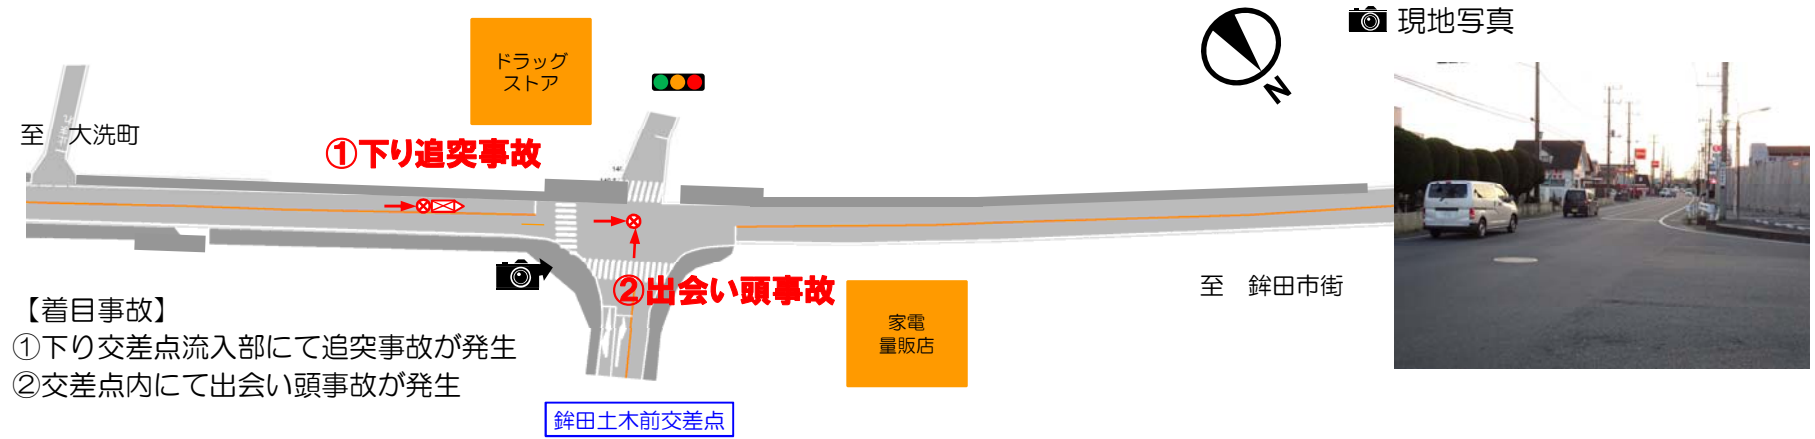 現地写真
ドラッグ
ストア
N
至 大洗町
①下り追突事故
②出会い頭事故
至 鉾田市街
家電
量販店
【着目事故】
①下り交差点流入部にて追突事故が発生
②交差点内にて出会い頭事故が発生
鉾田土木前交差点